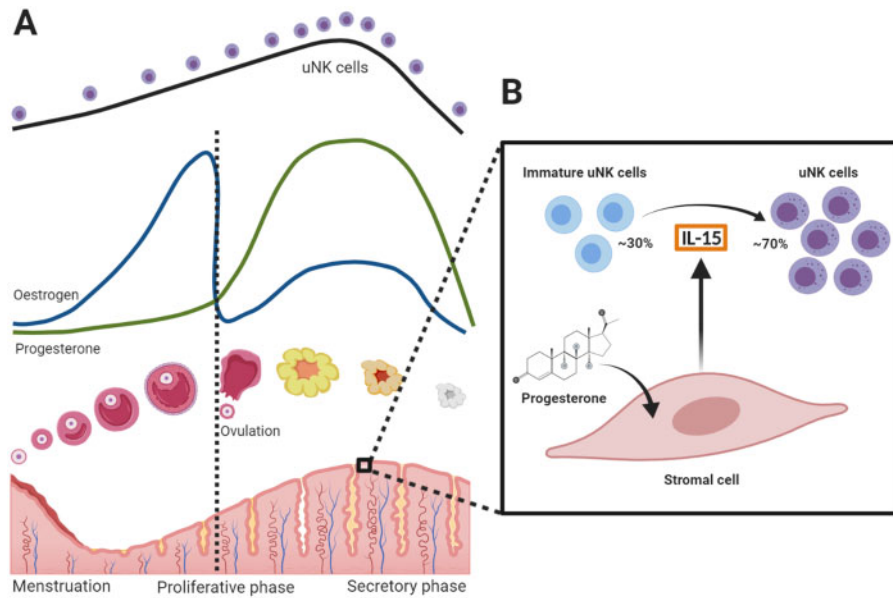 A
uNK cells
Oestrogen
Progesterone
Ovulation
Menstruation
Proliferative phase
Secretory phase
B
Immature uNK cells
uNK cells
~30%
IL-15
~70%
Progesterone
Stromal cell